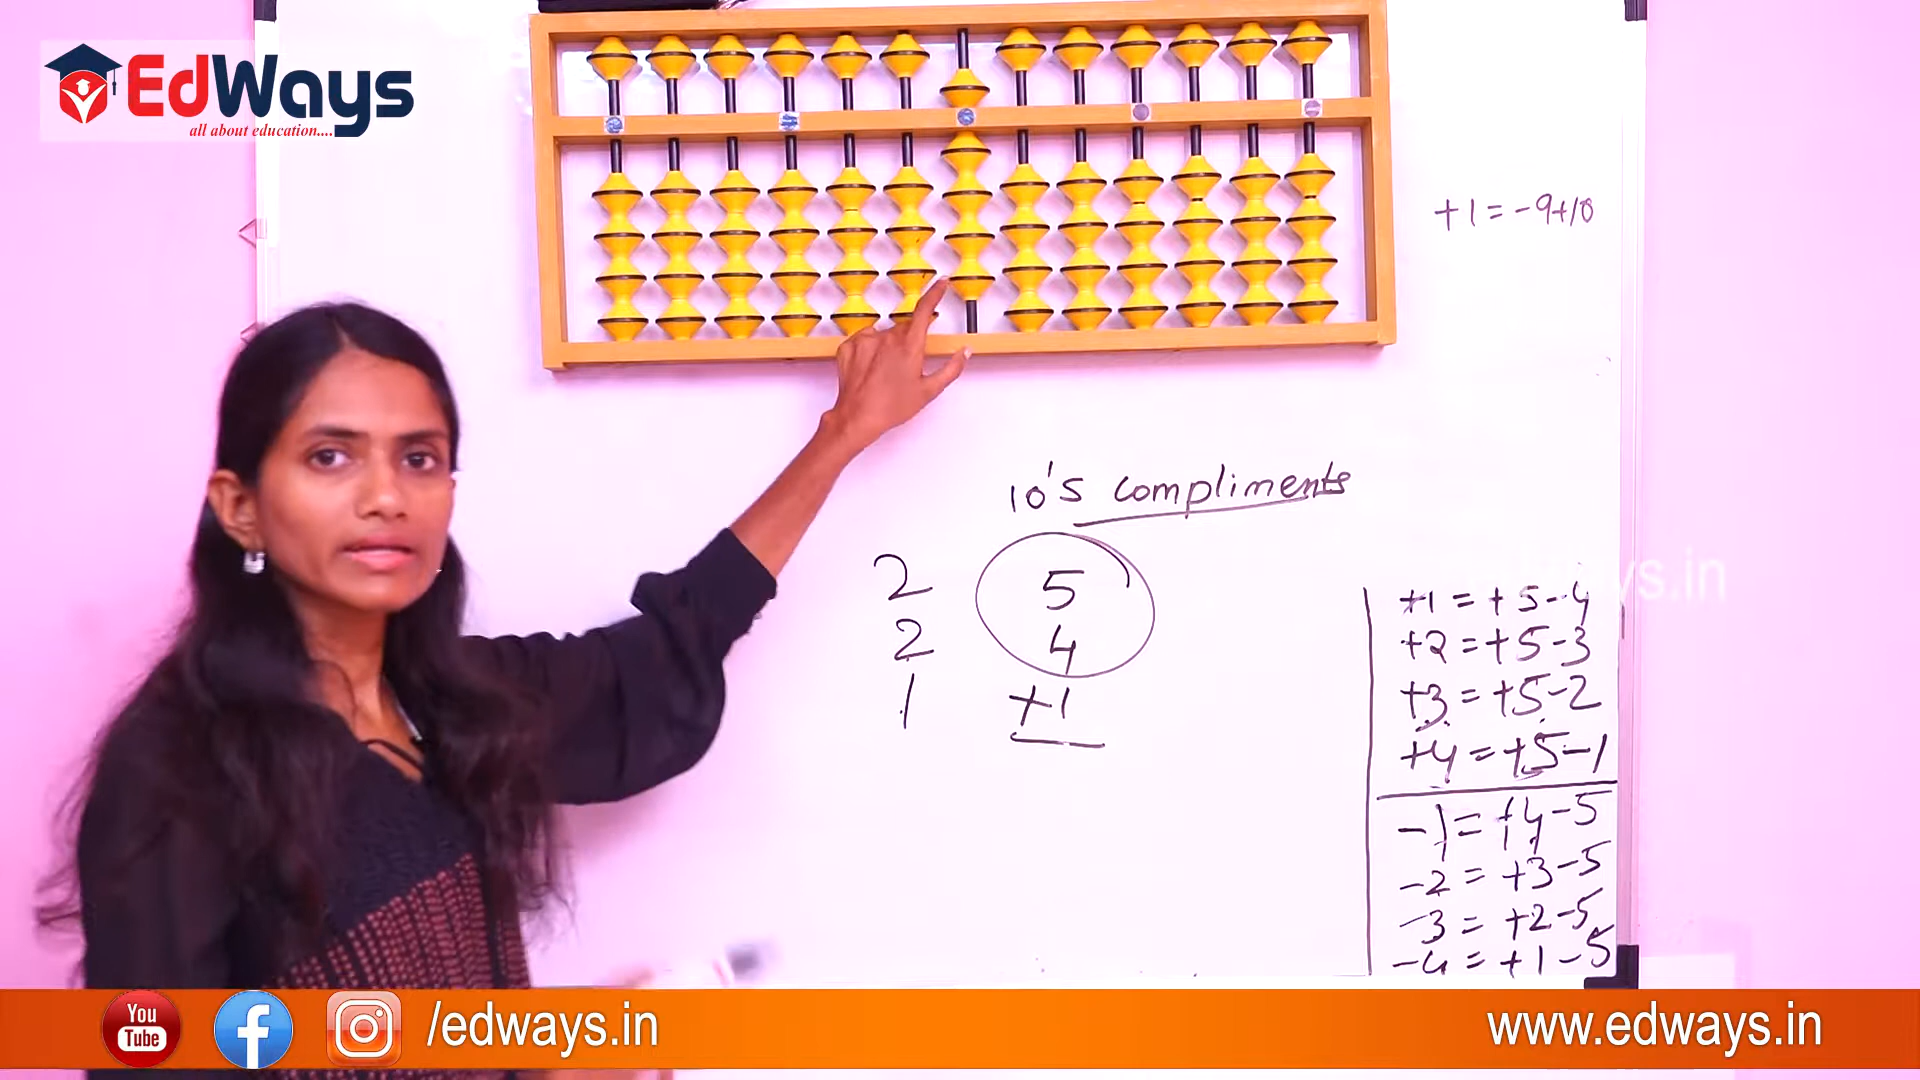 EdWays
all about education....
+1=-9+10
10's compliments
2 5
2 4
1 +1
+1=+5-4
+2=+5-3
+3=+5-2
+4=+5-1
-1=+4-5
-2=+3-5
-3=+2-5
-4=+1-5
You
Tube
/edways.in
www.edways.in